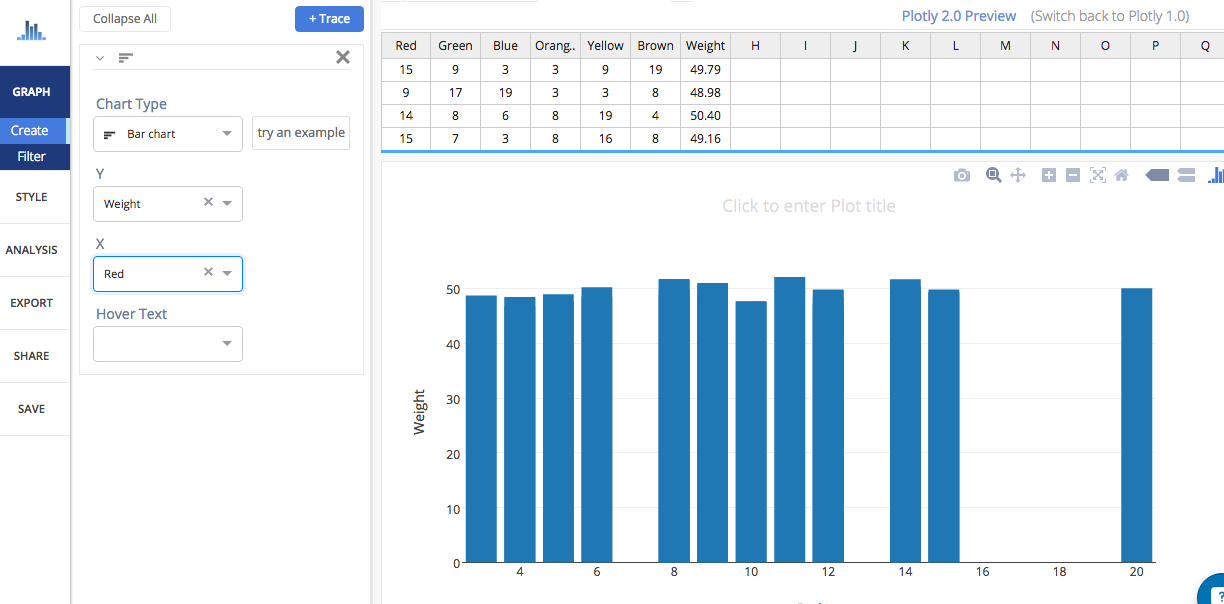 Collapse All
+ Trace
Plotly 2.0 Preview (Switch back to Plotly 1.0)
GRAPH
Create
Filter
STYLE
ANALYSIS
EXPORT
SHARE
SAVE
Chart Type
Bar chart
try an example
Y
Weight
X
Red
Hover Text
Red Green Blue Orang.. Yellow Brown Weight H I J K L M N O P Q
15 9 3 3 9 19 49.79
9 17 19 3 3 8 48.98
14 8 6 8 19 4 50.40
15 7 3 8 16 8 49.16
Click to enter Plot title
Weight
50
40
30
20
10
0
4 6 8 10 12 14 16 18 20
?